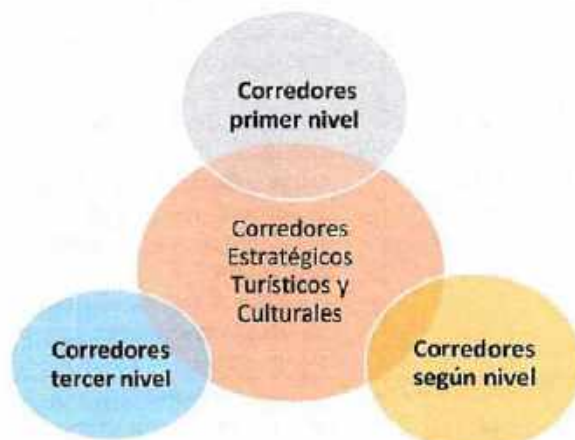 Corredores
primer nivel
Corredores
Estratégicos
Turísticos y
Culturales
Corredores
tercer nivel
Corredores
según nivel